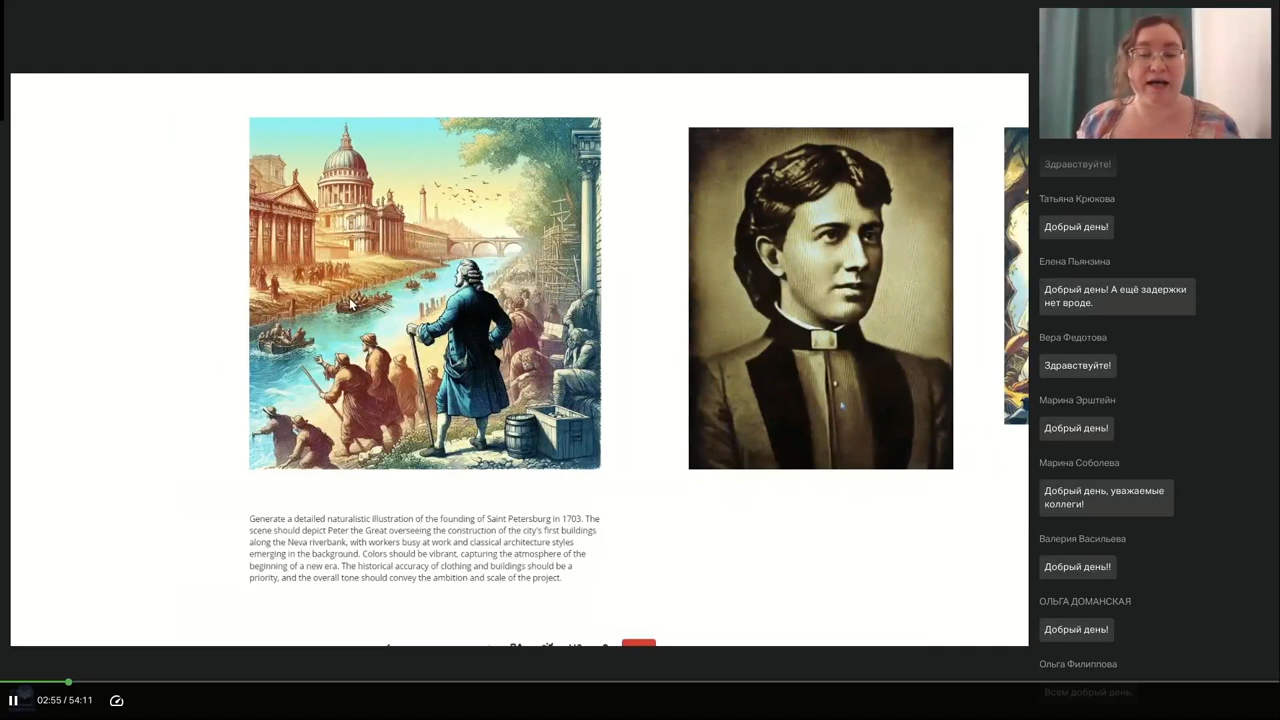 Generate a detailed naturalistic illustration of the founding of Saint Petersburg in 1703. The
scene should depict Peter the Great overseeing the construction of the city's first buildings
along the Neva riverbank, with workers busy at work and classical architecture styles
emerging in the background. Colors should be vibrant, capturing the atmosphere of the
beginning of a new era. The historical accuracy of clothing and buildings should be a
priority, and the overall tone should convey the ambition and scale of the project.
Здравствуйте!
Татьяна Крюкова
Добрый день!
Елена Пьянзина
Добрый день! А ещё задержки
нет вроде.
Вера Федотова
Здравствуйте!
Марина Эрштейн
Добрый день!
Марина Соболева
Добрый день, уважаемые
коллеги!
Валерия Васильева
Добрый день!!
ОЛЬГА ДОМАНСКАЯ
Добрый день!
Ольга Филиппова
Всем добрый день.
02:55 / 54:11